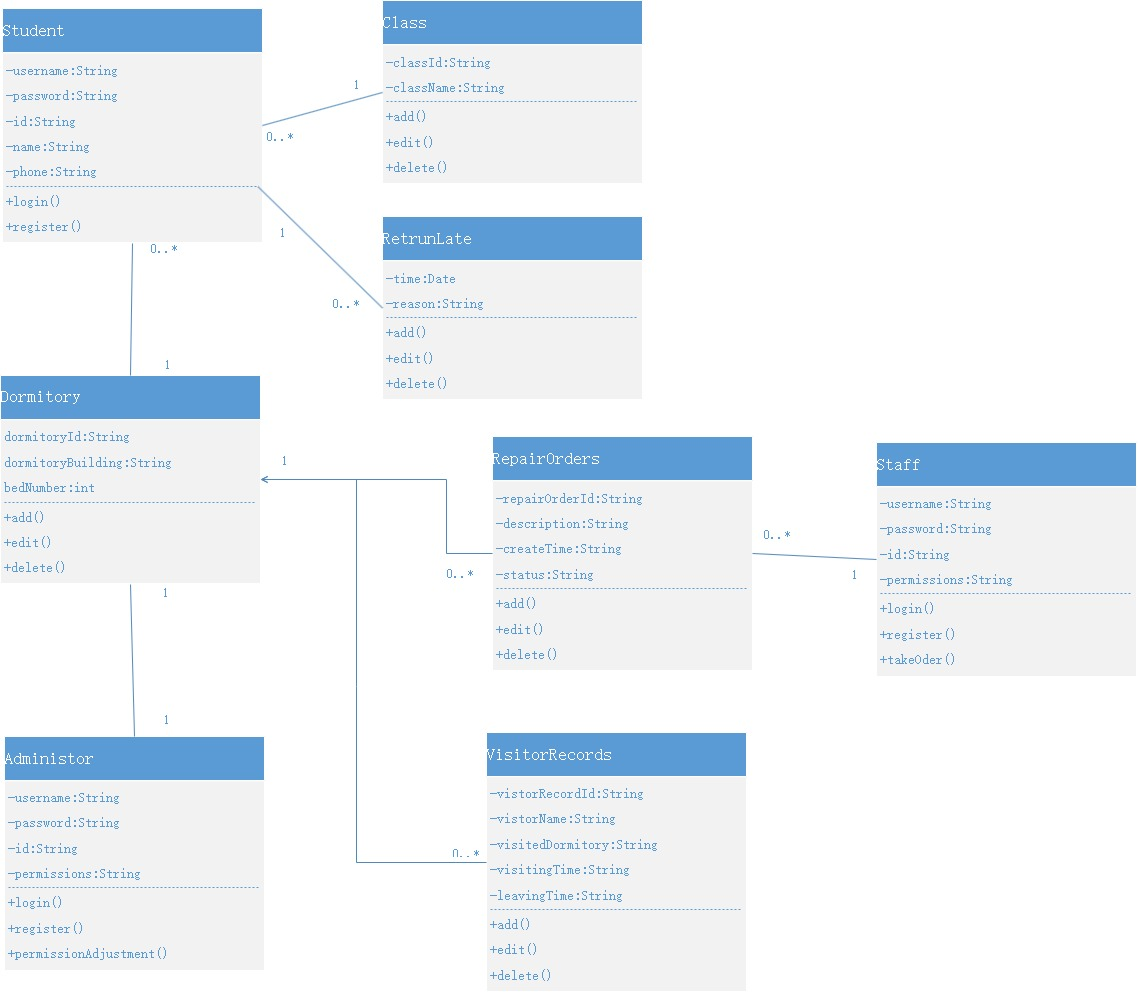 Student
-username:String
-password:String
-id:String
-name:String
-phone:String
+login()
+register()
Class
-classId:String
-className:String
+add()
+edit()
+delete()
1
0..*
RetrunLate
-time:Date
-reason:String
+add()
+edit()
+delete()
1
0..*
0..*
1
Dormitory
dormitoryId:String
dormitoryBuilding:String
bedNumber:int
+add()
+edit()
+delete()
1
RepairOrders
-repairOrderId:String
-description:String
-createTime:String
-status:String
+add()
+edit()
+delete()
0..*
0..*
1
Staff
-username:String
-password:String
-id:String
-permissions:String
+login()
+register()
+takeOder()
1
1
Administor
-username:String
-password:String
-id:String
-permissions:String
+login()
+register()
+permissionAdjustment()
VisitorRecords
-vistorRecordId:String
-vistorName:String
-visitedDormitory:String
-visitingTime:String
-leavingTime:String
+add()
+edit()
+delete()
0..*